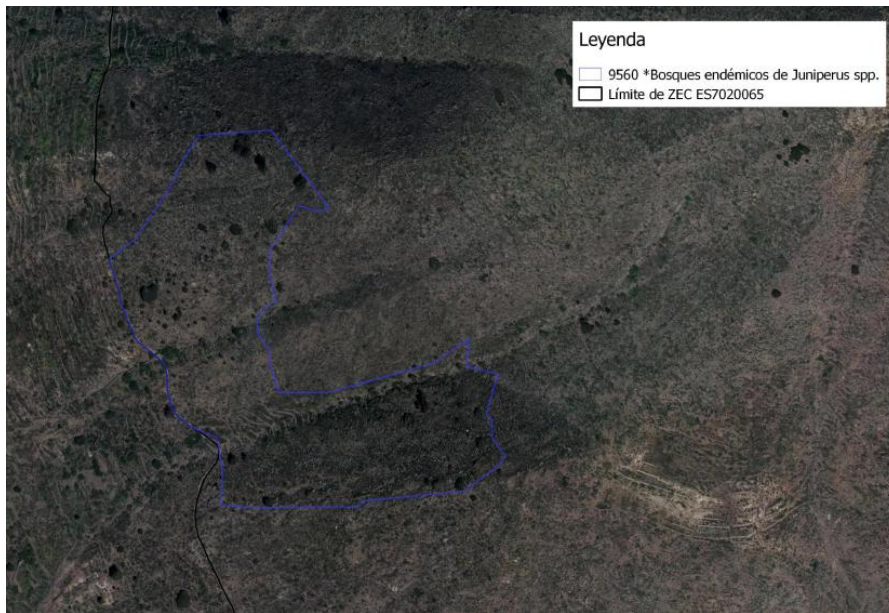 Leyenda
9560 *Bosques endémicos de Juniperus spp.
Límite de ZEC ES7020065